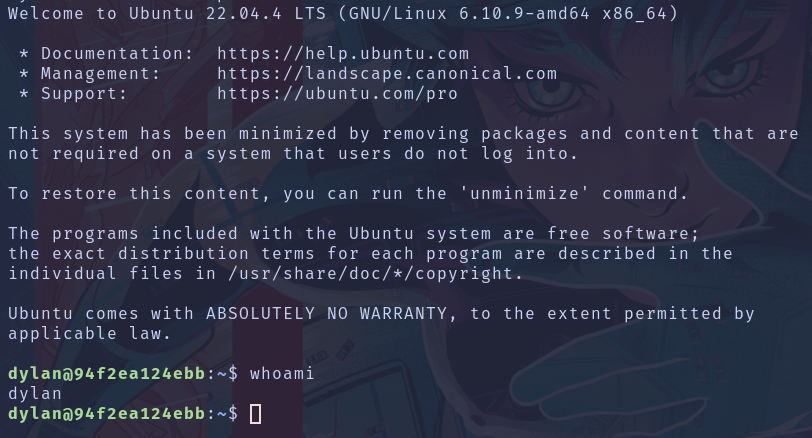 Welcome to Ubuntu 22.04.4 LTS (GNU/Linux 6.10.9-amd64 x86_64)
* Documentation:  https://help.ubuntu.com
* Management:     https://landscape.canonical.com
* Support:        https://ubuntu.com/pro
This system has been minimized by removing packages and content that are
not required on a system that users do not log into.
To restore this content, you can run the 'unminimize' command.
The programs included with the Ubuntu system are free software;
the exact distribution terms for each program are described in the
individual files in /usr/share/doc/*/copyright.
Ubuntu comes with ABSOLUTELY NO WARRANTY, to the extent permitted by
applicable law.
dylan@94f2ea124ebb:~$ whoami
dylan
dylan@94f2ea124ebb:~$